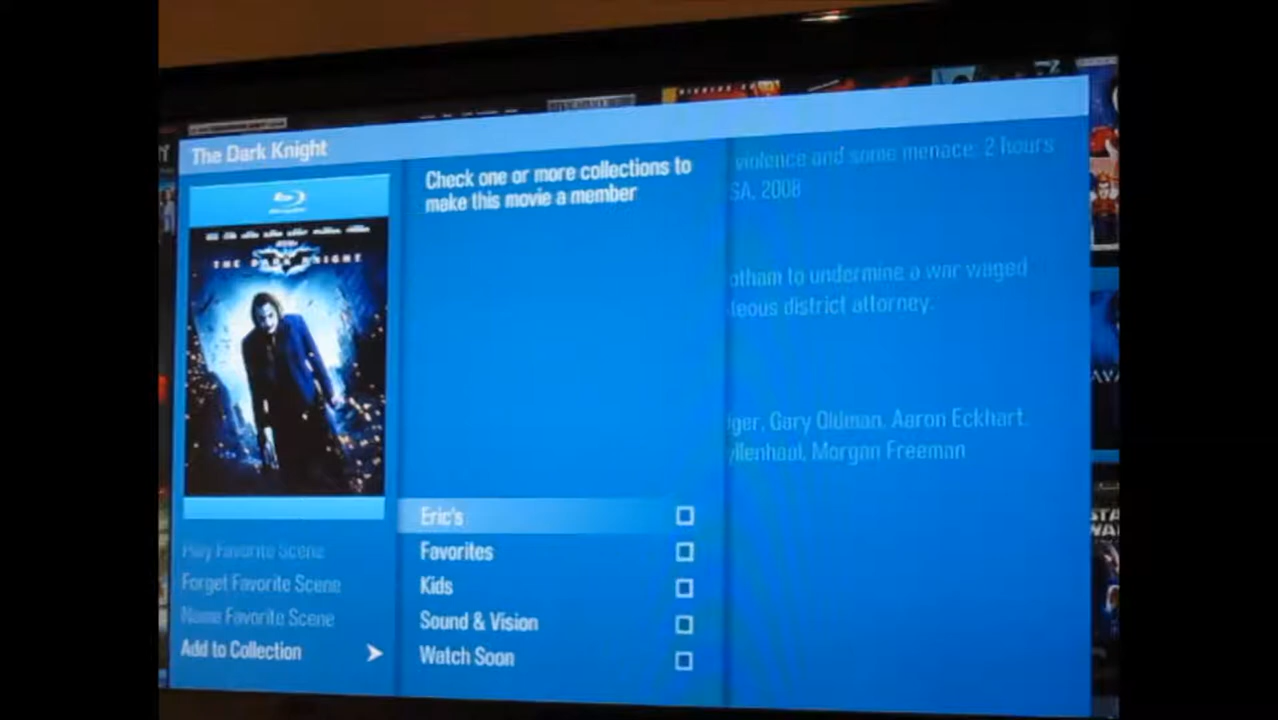 The Dark Knight
Check one or more collections to
make this movie a member
violence and some menace: 2 hours
SA, 2008
otham to undermine a war waged
teous district attorney.
ger, Gary Oldman, Aaron Eckhart,
yllenhaal, Morgan Freeman
THE DARK KNIGHT
Eric's
Favorites
Kids
Sound & Vision
Watch Soon
Play Favorite Scene
Forget Favorite Scene
Name Favorite Scene
Add to Collection
STA
WA